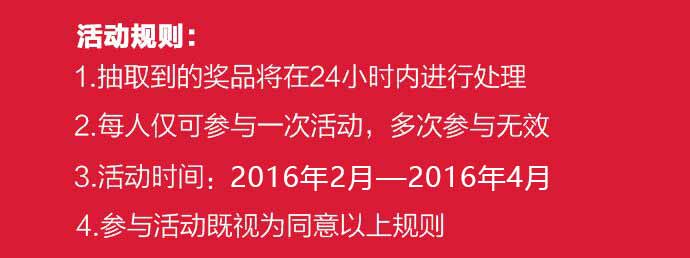 活动规则：
1.抽取到的奖品将在24小时内进行处理
2.每人仅可参与一次活动，多次参与无效
3.活动时间：2016年2月—2016年4月
4.参与活动既视为同意以上规则